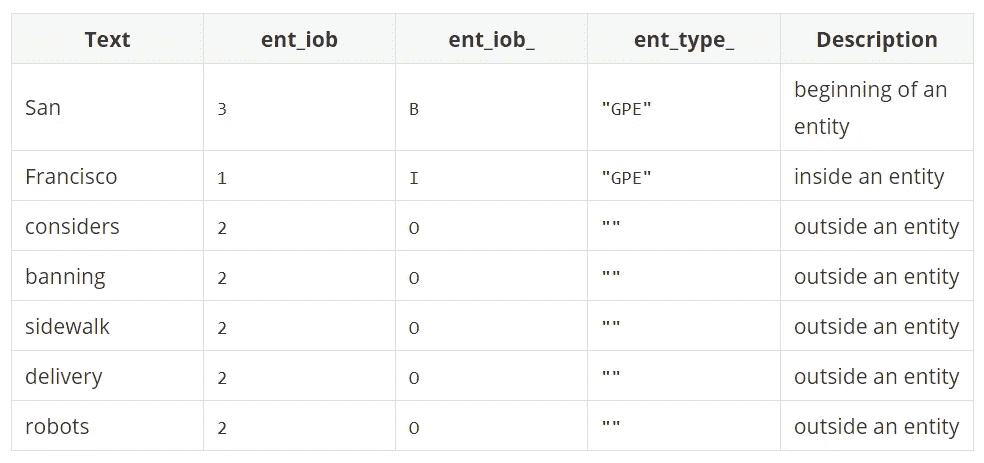 Text ent_iob ent_iob_ ent_type_ Description
San 3 B "GPE" beginning of an
entity
Francisco 1 I "GPE" inside an entity
considers 2 O "" outside an entity
banning 2 O "" outside an entity
sidewalk 2 O "" outside an entity
delivery 2 O "" outside an entity
robots 2 O "" outside an entity